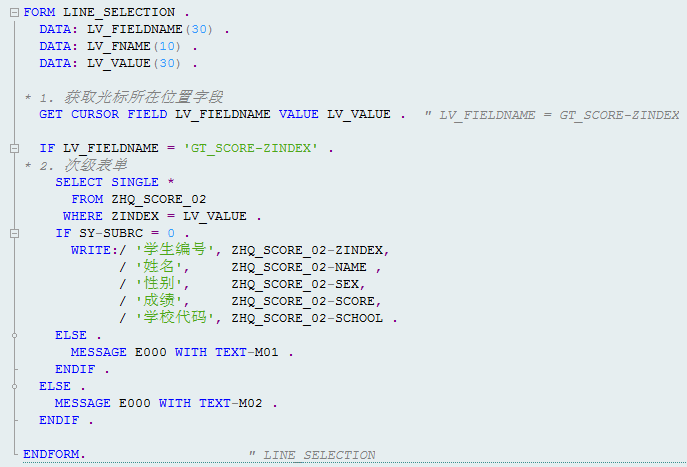 FORM LINE_SELECTION .
DATA: LV_FIELDNAME(30) .
DATA: LV_FNAME(10) .
DATA: LV_VALUE(30) .
* 1. 获取光标所在位置字段
GET CURSOR FIELD LV_FIELDNAME VALUE LV_VALUE . " LV_FIELDNAME = GT_SCORE-ZINDEX
IF LV_FIELDNAME = 'GT_SCORE-ZINDEX' .
* 2. 次级表单
SELECT SINGLE *
FROM ZHQ_SCORE_02
WHERE ZINDEX = LV_VALUE .
IF SY-SUBRC = 0 .
WRITE:/ '学生编号', ZHQ_SCORE_02-ZINDEX,
/ '姓名', ZHQ_SCORE_02-NAME ,
/ '性别', ZHQ_SCORE_02-SEX,
/ '成绩', ZHQ_SCORE_02-SCORE,
/ '学校代码', ZHQ_SCORE_02-SCHOOL .
ELSE .
MESSAGE E000 WITH TEXT-M01 .
ENDIF .
ELSE .
MESSAGE E000 WITH TEXT-M02 .
ENDIF .
ENDFORM. " LINE_SELECTION